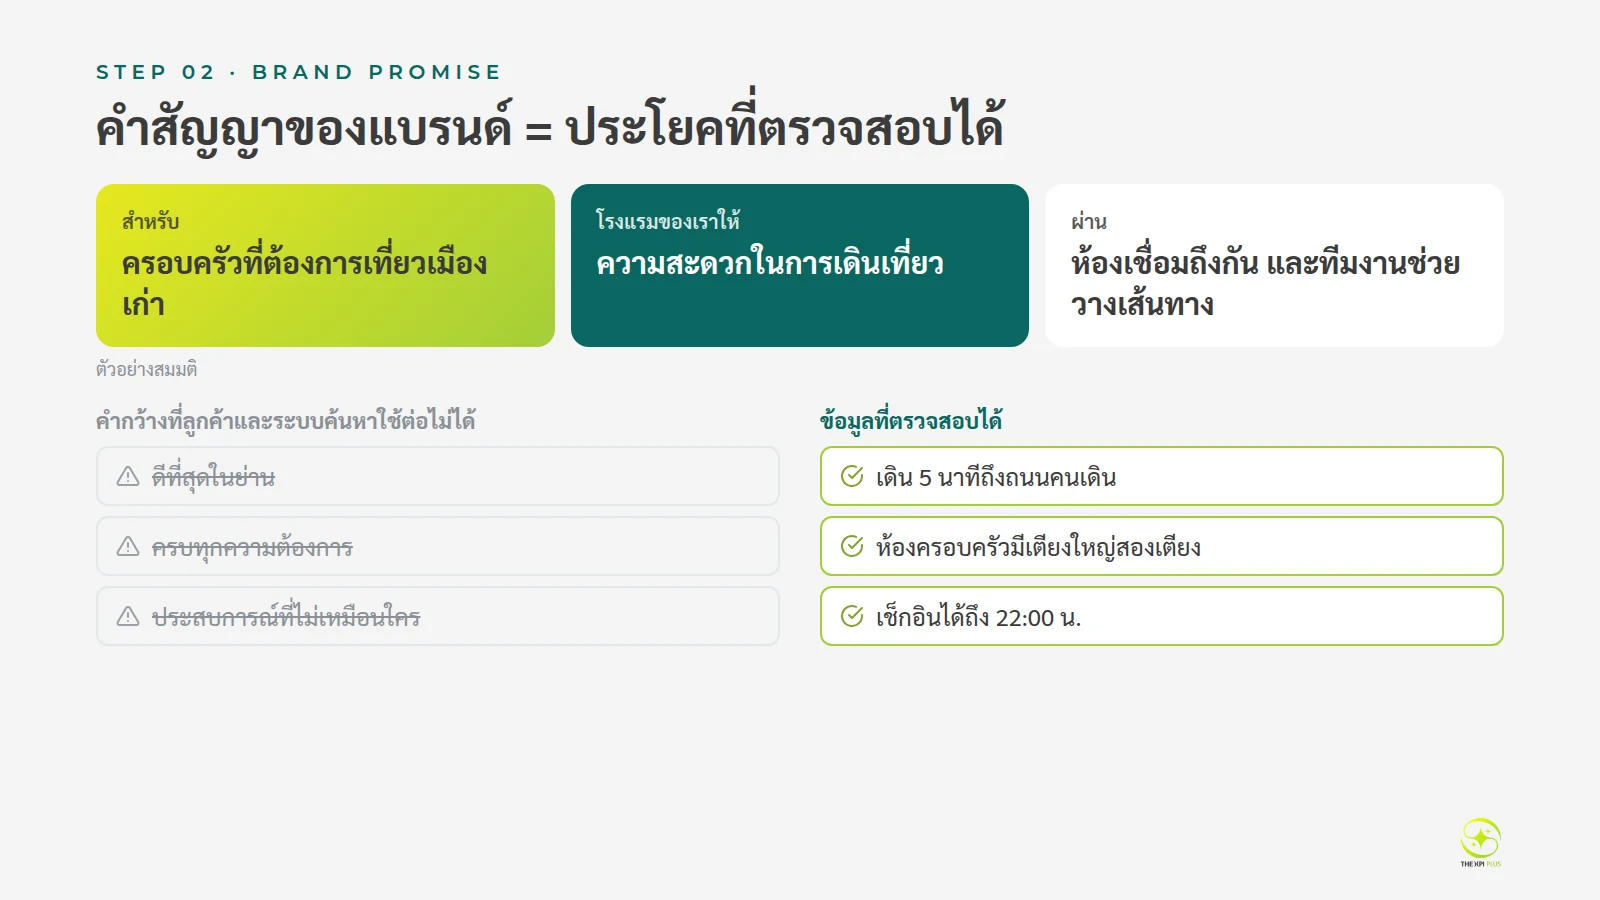 STEP 02 · BRAND PROMISE
คำสัญญาของแบรนด์ = ประโยคที่ตรวจสอบได้
สำหรับ
ครอบครัวที่ต้องการเที่ยวเมือง
เก่า
โรงแรมของเราให้
ความสะดวกในการเดินเที่ยว
ผ่าน
ห้องเชื่อมถึงกัน และทีมงานช่วย
วางเส้นทาง
ตัวอย่างสมมติ
คำกว้างที่ลูกค้าและระบบค้นหาใช้ต่อไม่ได้
ดีที่สุดในย่าน
ครบทุกความต้องการ
ประสบการณ์ที่ไม่เหมือนใคร
ข้อมูลที่ตรวจสอบได้
เดิน 5 นาทีถึงถนนคนเดิน
ห้องครอบครัวมีเตียงใหญ่สองเตียง
เช็กอินได้ถึง 22:00 น.
THE XPI PLUS